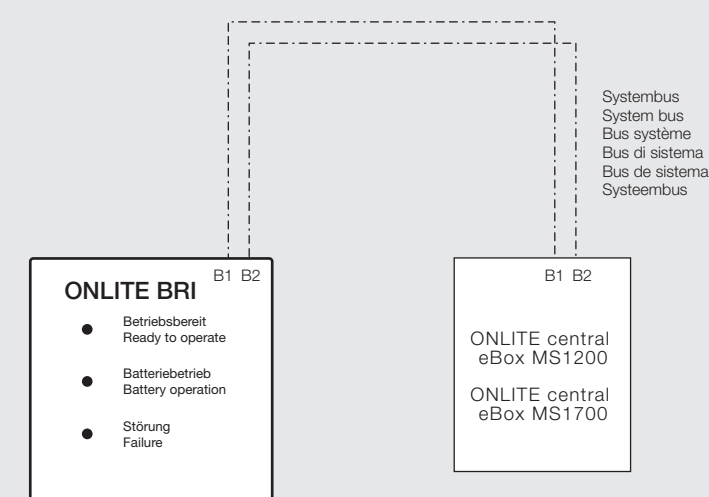 Systembus
System bus
Bus système
Bus di sistema
Bus de sistema
Systeembus
B1 B2
ONLITE BRI
Betriebsbereit
Ready to operate
Batteriebetrieb
Battery operation
Störung
Failure
B1 B2
ONLITE central
eBox MS1200
ONLITE central
eBox MS1700